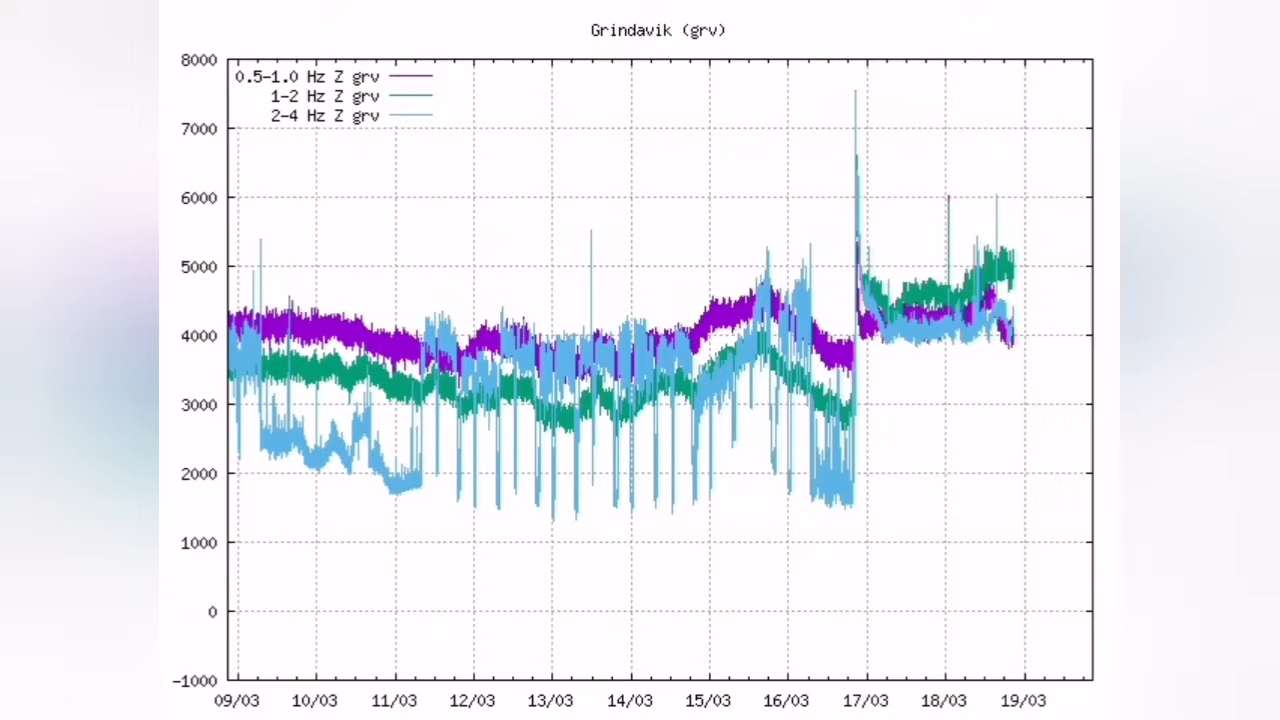 Grindavik (grv)
8000
0.5-1.0 Hz Z grv
1-2 Hz Z grv
2-4 Hz Z grv
7000
6000
5000
4000
3000
2000
1000
0
-1000
09/03 10/03 11/03 12/03 13/03 14/03 15/03 16/03 17/03 18/03 19/03